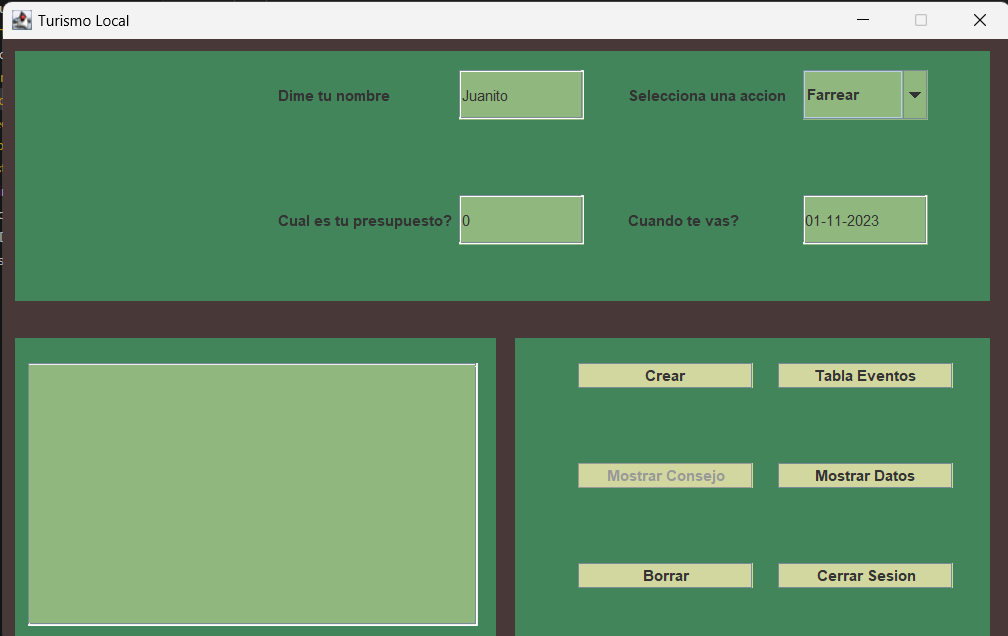 Turismo Local
Dime tu nombre Juanito Selecciona una accion Farrear
Cual es tu presupuesto? 0 Cuando te vas? 01-11-2023
Crear Tabla Eventos
Mostrar Consejo Mostrar Datos
Borrar Cerrar Sesion